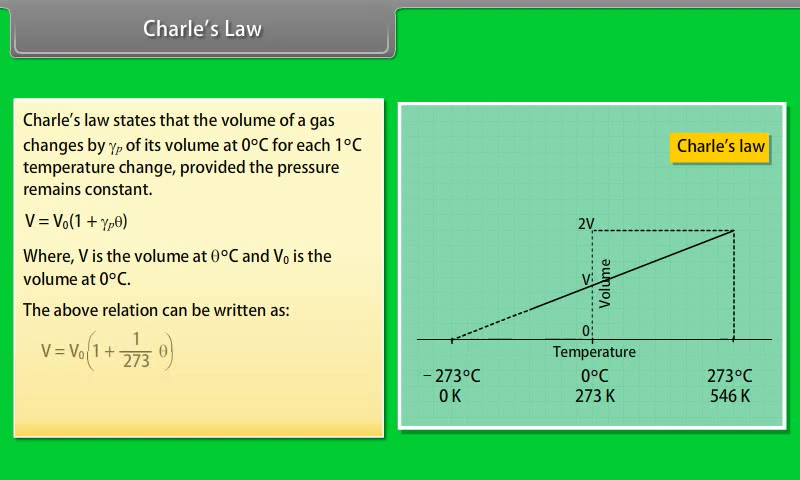 Charle's Law
Charle's law states that the volume of a gas
changes by γₚ of its volume at 0°C for each 1°C
temperature change, provided the pressure
remains constant.
V = V₀(1 + γₚθ)
Where, V is the volume at θ°C and V₀ is the
volume at 0°C.
The above relation can be written as:
V = V₀(1 + 1/273 θ)
Charle's law
2V
V
Volume
0
Temperature
– 273°C 0°C 273°C
0 K 273 K 546 K